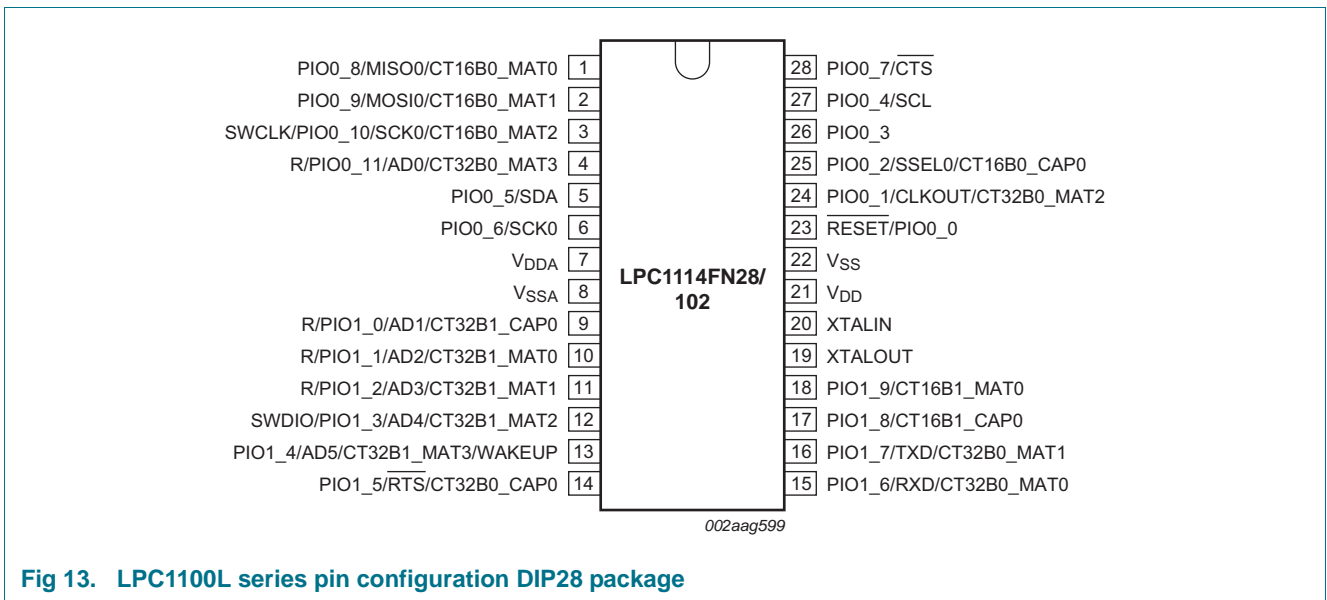 PIO0_8/MISO0/CT16B0_MAT0 1
PIO0_9/MOSI0/CT16B0_MAT1 2
SWCLK/PIO0_10/SCK0/CT16B0_MAT2 3
R/PIO0_11/AD0/CT32B0_MAT3 4
PIO0_5/SDA 5
PIO0_6/SCK0 6
VDDA 7
VSSA 8
R/PIO1_0/AD1/CT32B1_CAP0 9
R/PIO1_1/AD2/CT32B1_MAT0 10
R/PIO1_2/AD3/CT32B1_MAT1 11
SWDIO/PIO1_3/AD4/CT32B1_MAT2 12
PIO1_4/AD5/CT32B1_MAT3/WAKEUP 13
PIO1_5/RTS/CT32B0_CAP0 14
LPC1114FN28/
102
28 PIO0_7/CTS
27 PIO0_4/SCL
26 PIO0_3
25 PIO0_2/SSEL0/CT16B0_CAP0
24 PIO0_1/CLKOUT/CT32B0_MAT2
23 RESET/PIO0_0
22 VSS
21 VDD
20 XTALIN
19 XTALOUT
18 PIO1_9/CT16B1_MAT0
17 PIO1_8/CT16B1_CAP0
16 PIO1_7/TXD/CT32B0_MAT1
15 PIO1_6/RXD/CT32B0_MAT0
002aag599
Fig 13. LPC1100L series pin configuration DIP28 package